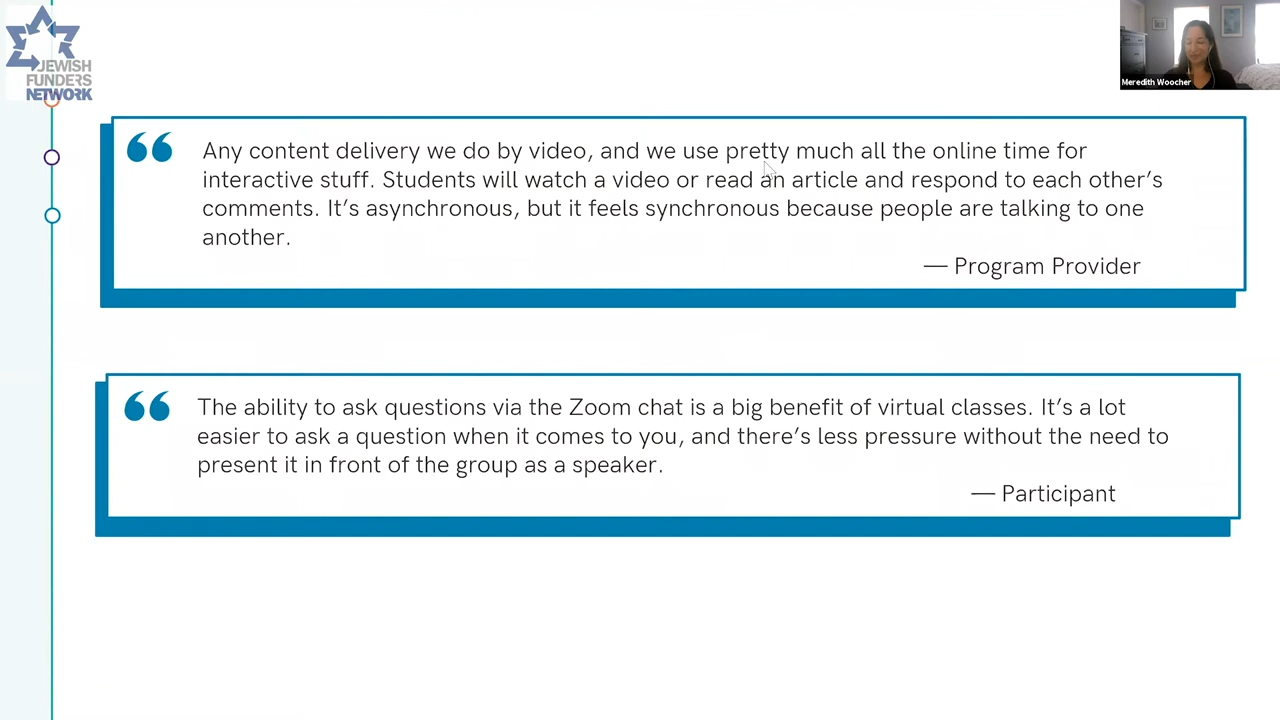 JEWISH
FUNDERS
NETWORK
Meredith Woocher
“ Any content delivery we do by video, and we use pretty much all the online time for
interactive stuff. Students will watch a video or read an article and respond to each other’s
comments. It’s asynchronous, but it feels synchronous because people are talking to one
another.
— Program Provider
“ The ability to ask questions via the Zoom chat is a big benefit of virtual classes. It’s a lot
easier to ask a question when it comes to you, and there’s less pressure without the need to
present it in front of the group as a speaker.
— Participant